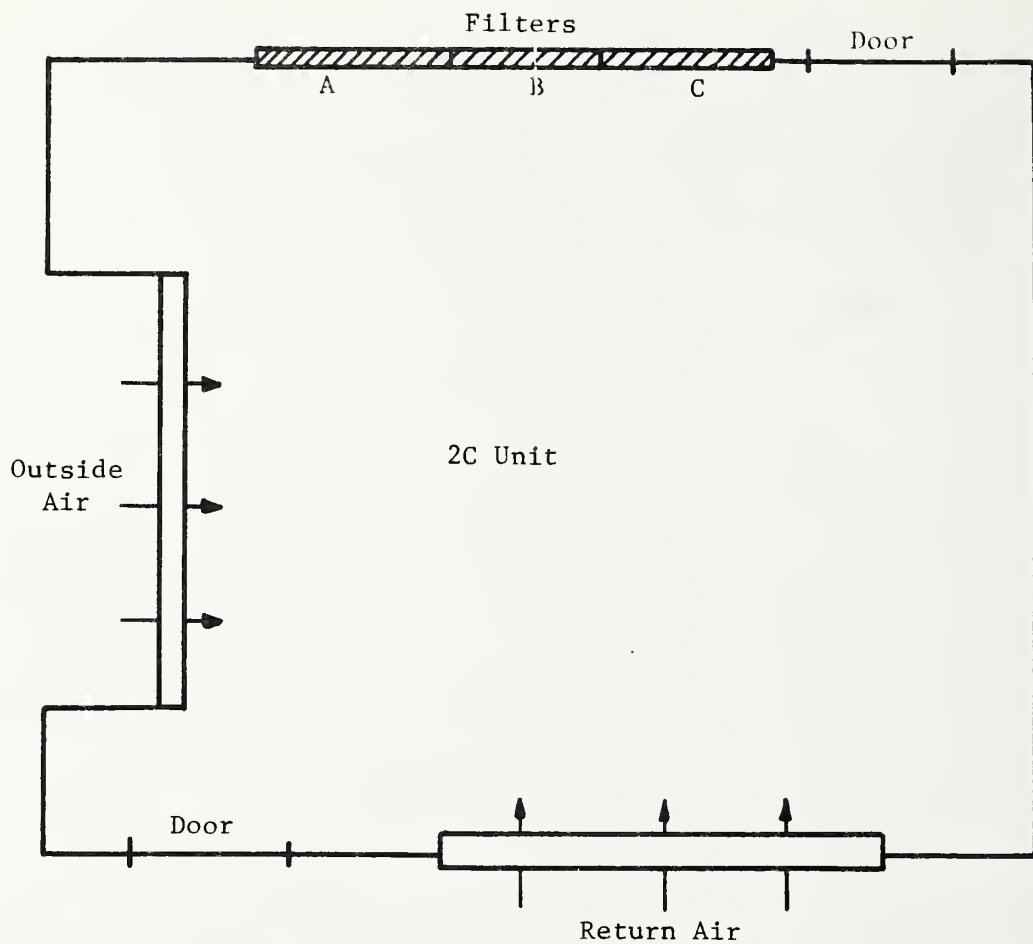 Filters
Door
A
B
C
2C Unit
Outside
Air
Door
Return Air